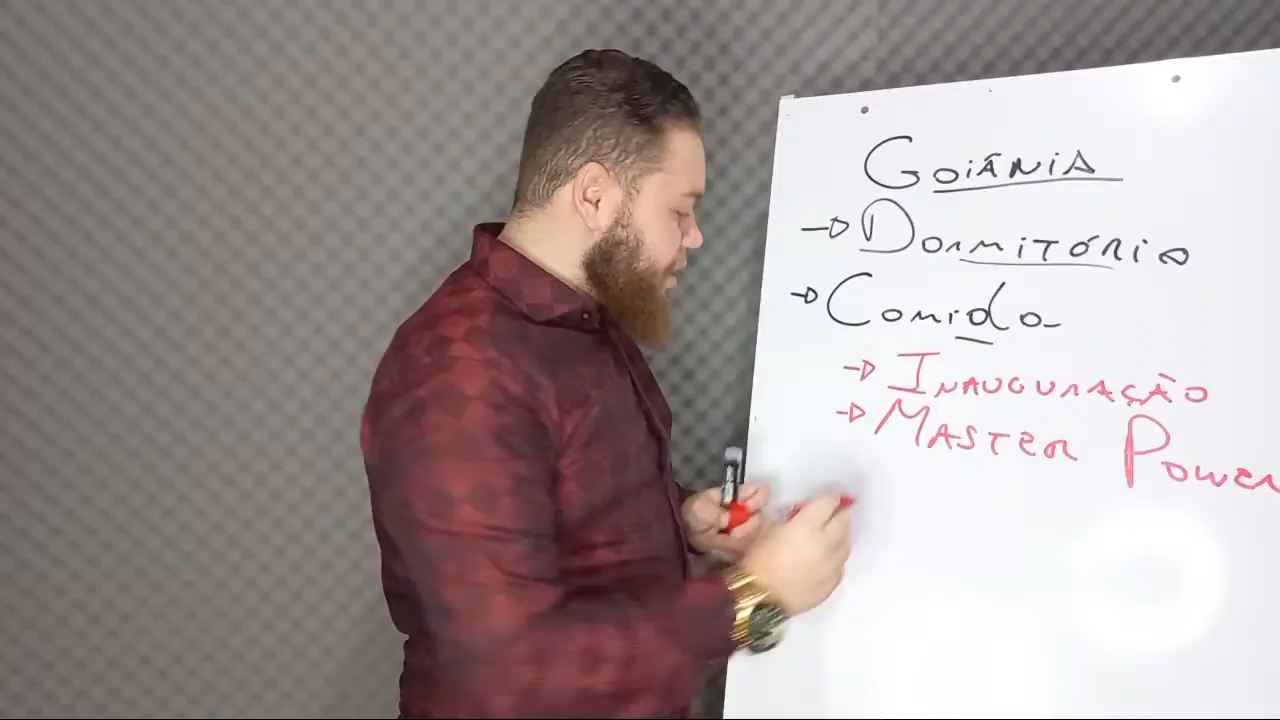 GOIÂNIA
→ DORMITÓRIO
→ Comida
→ INAUGURAÇÃO
→ MASTER POWER